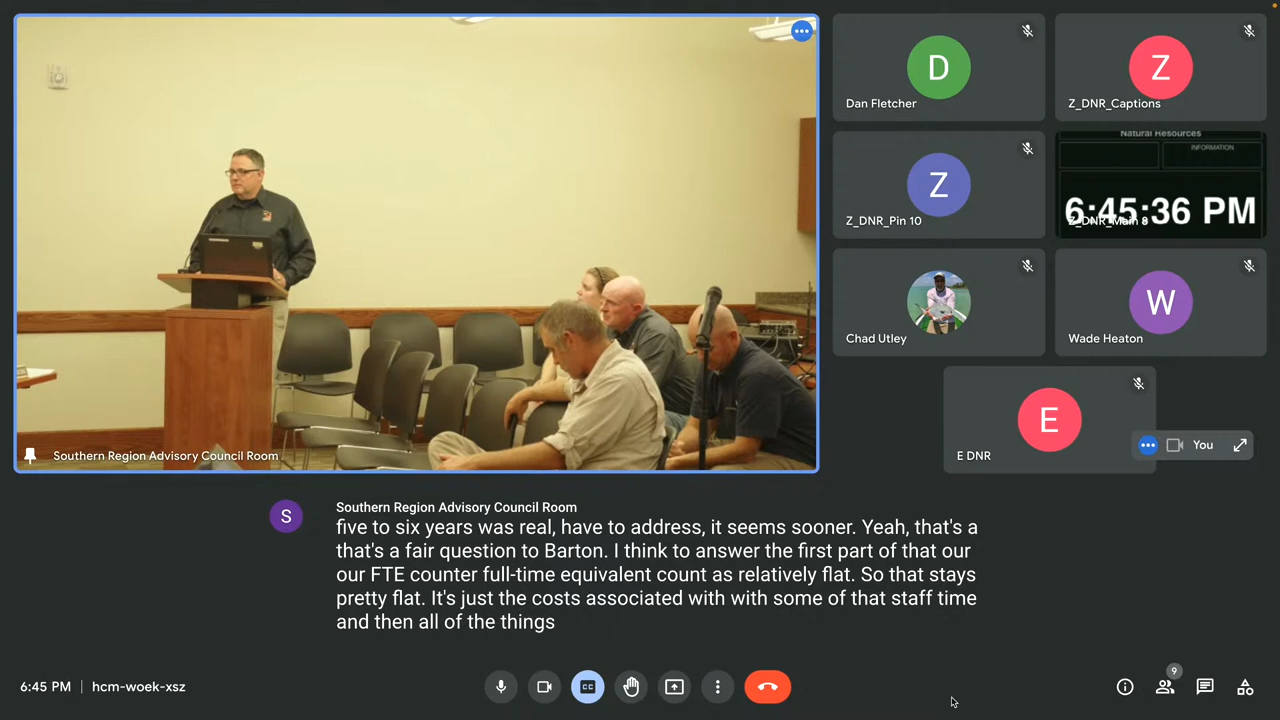 Natural Resources
INFORMATION
6:45:36 PM
Z_DNR_Main 8
Dan Fletcher
Z_DNR_Captions
D
Z
Z
Z_DNR_Pin 10
Chad Utley
W
Wade Heaton
E
E DNR
You
Southern Region Advisory Council Room
S
Southern Region Advisory Council Room
five to six years was real, have to address, it seems sooner. Yeah, that's a
that's a fair question to Barton. I think to answer the first part of that our
our FTE counter full-time equivalent count as relatively flat. So that stays
pretty flat. It's just the costs associated with with some of that staff time
and then all of the things
6:45 PM
hcm-woek-xsz
CC
9